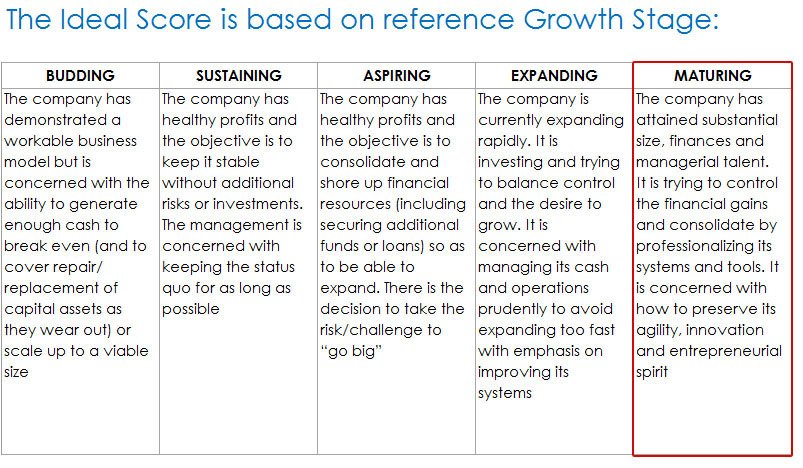 The Ideal Score is based on reference Growth Stage:
BUDDING
The company has
demonstrated a
workable business
model but is
concerned with the
ability to generate
enough cash to
break even (and to
cover repair/
replacement of
capital assets as
they wear out) or
scale up to a viable
size
SUSTAINING
The company has
healthy profits and
the objective is to
keep it stable
without additional
risks or investments.
The management is
concerned with
keeping the status
quo for as long as
possible
ASPIRING
The company has
healthy profits and
the objective is to
consolidate and
shore up financial
resources (including
securing additional
funds or loans) so as
to be able to
expand. There is the
decision to take the
risk/challenge to
“go big”
EXPANDING
The company is
currently expanding
rapidly. It is
investing and trying
to balance control
and the desire to
grow. It is
concerned with
managing its cash
and operations
prudently to avoid
expanding too fast
with emphasis on
improving its
systems
MATURING
The company has
attained substantial
size, finances and
managerial talent.
It is trying to control
the financial gains
and consolidate by
professionalizing its
systems and tools. It
is concerned with
how to preserve its
agility, innovation
and entrepreneurial
spirit